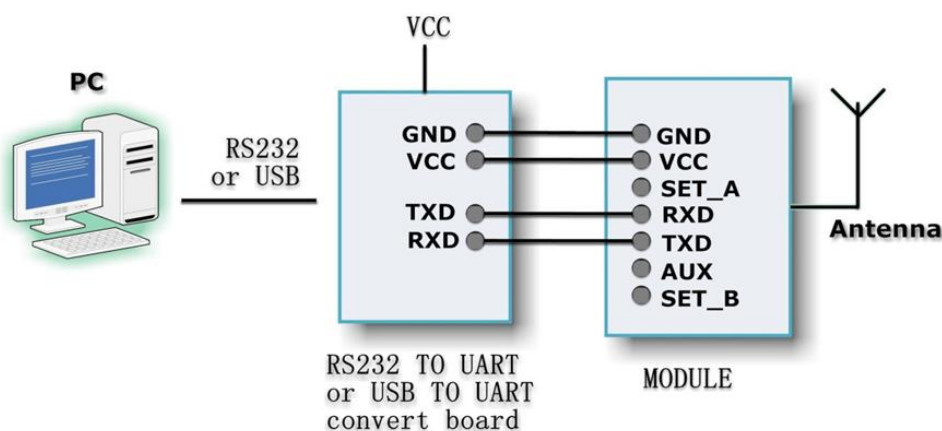 VCC
PC
RS232
or USB
GND
VCC
TXD
RXD
GND
VCC
SET_A
RXD
TXD
AUX
SET_B
Antenna
RS232 TO UART
or USB TO UART
convert board
MODULE